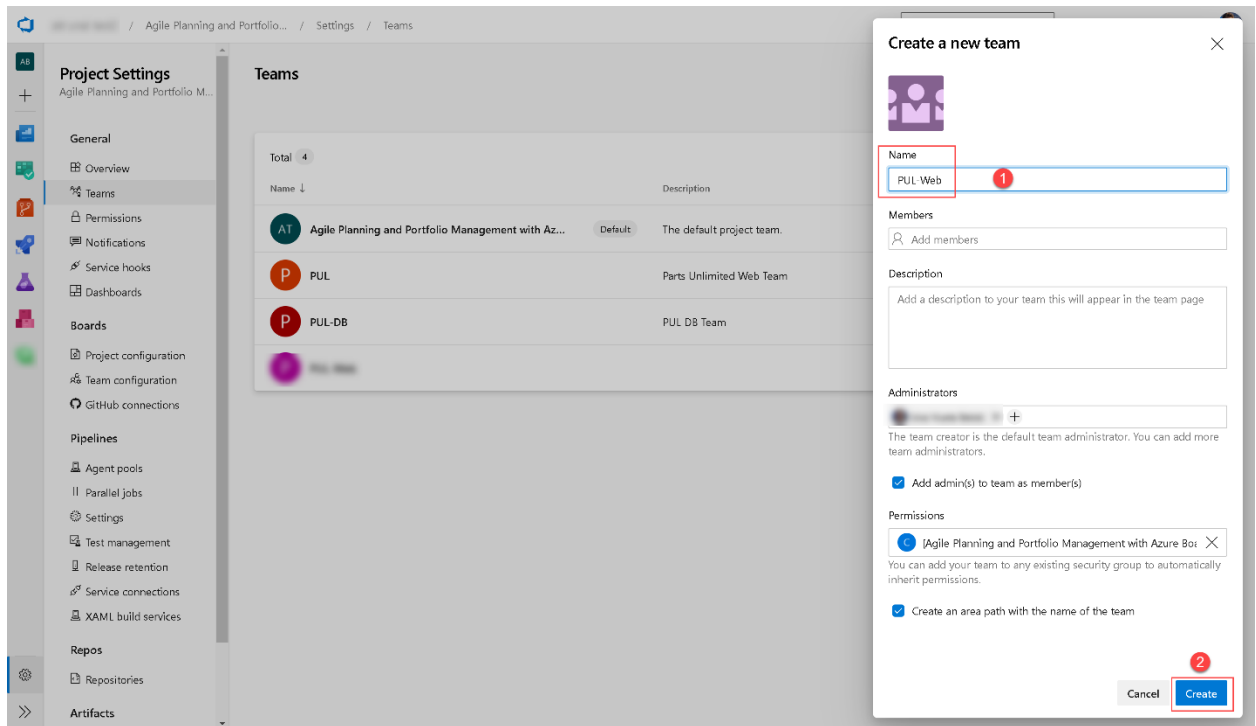 / Agile Planning and Portfolio... / Settings / Teams
AB
Project Settings
Agile Planning and Portfolio M...
General
Overview
Teams
Permissions
Notifications
Service hooks
Dashboards
Boards
Project configuration
Team configuration
GitHub connections
Pipelines
Agent pools
Parallel jobs
Settings
Test management
Release retention
Service connections
XAML build services
Repos
Repositories
Artifacts
Teams
Total 4
Name ↓ Description
AT Agile Planning and Portfolio Management with Az... Default The default project team.
P PUL Parts Unlimited Web Team
P PUL-DB PUL DB Team
Create a new team
Name
PUL-Web 1
Members
Add members
Description
Add a description to your team this will appear in the team page
Administrators
The team creator is the default team administrator. You can add more
team administrators.
Add admin(s) to team as member(s)
Permissions
C [Agile Planning and Portfolio Management with Azure Boa
You can add your team to any existing security group to automatically
inherit permissions.
Create an area path with the name of the team
2
Cancel Create